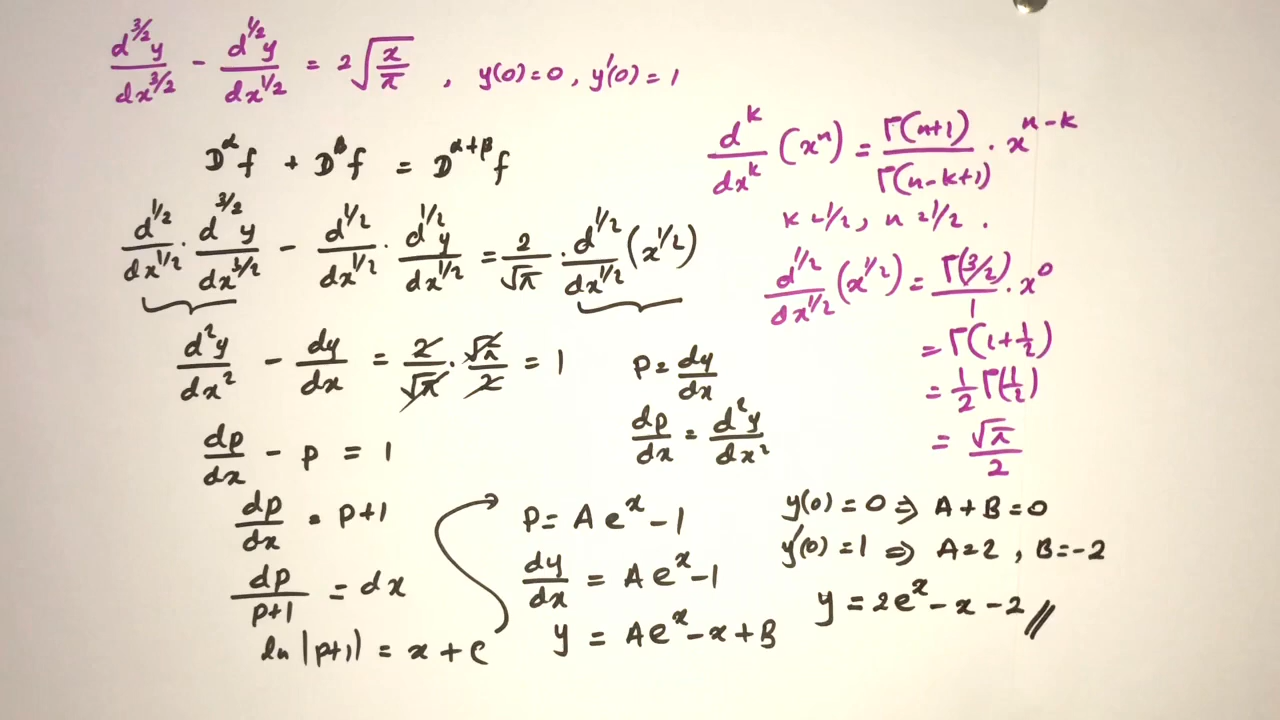 d^{3/2}y/dx^{3/2} - d^{1/2}y/dx^{1/2} = 2√(x/π) , y(0)=0 , y'(0)=1
D^α f + D^β f = D^{α+β} f
d^{1/2}/dx^{1/2} · d^{3/2}y/dx^{3/2} - d^{1/2}/dx^{1/2} · d^{1/2}y/dx^{1/2} = 2/√π · d^{1/2}/dx^{1/2} (x^{1/2})
d²y/dx² - dy/dx = 2/√π · √π/2 = 1
dp/dx - p = 1
dp/dx = p+1
dp/(p+1) = dx
ln |p+1| = x + c
p = dy/dx
dp/dx = d²y/dx²
p = A e^x - 1
dy/dx = A e^x - 1
y = A e^x - x + B
d^k/dx^k (x^n) = Γ(n+1)/Γ(n-k+1) · x^{n-k}
k = 1/2, n = 1/2 .
d^{1/2}/dx^{1/2} (x^{1/2}) = Γ(3/2)/1 · x^0
= Γ(1+1/2)
= 1/2 Γ(1/2)
= √π/2
y(0) = 0 ⇒ A + B = 0
y'(0) = 1 ⇒ A = 2 , B = -2
y = 2e^x - x - 2 //